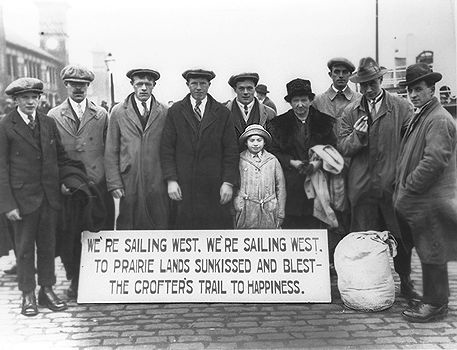 WE'RE SAILING WEST, WE'RE SAILING WEST,
TO PRAIRIE LANDS SUNKISSED AND BLEST—
THE CROFTER'S TRAIL TO HAPPINESS.